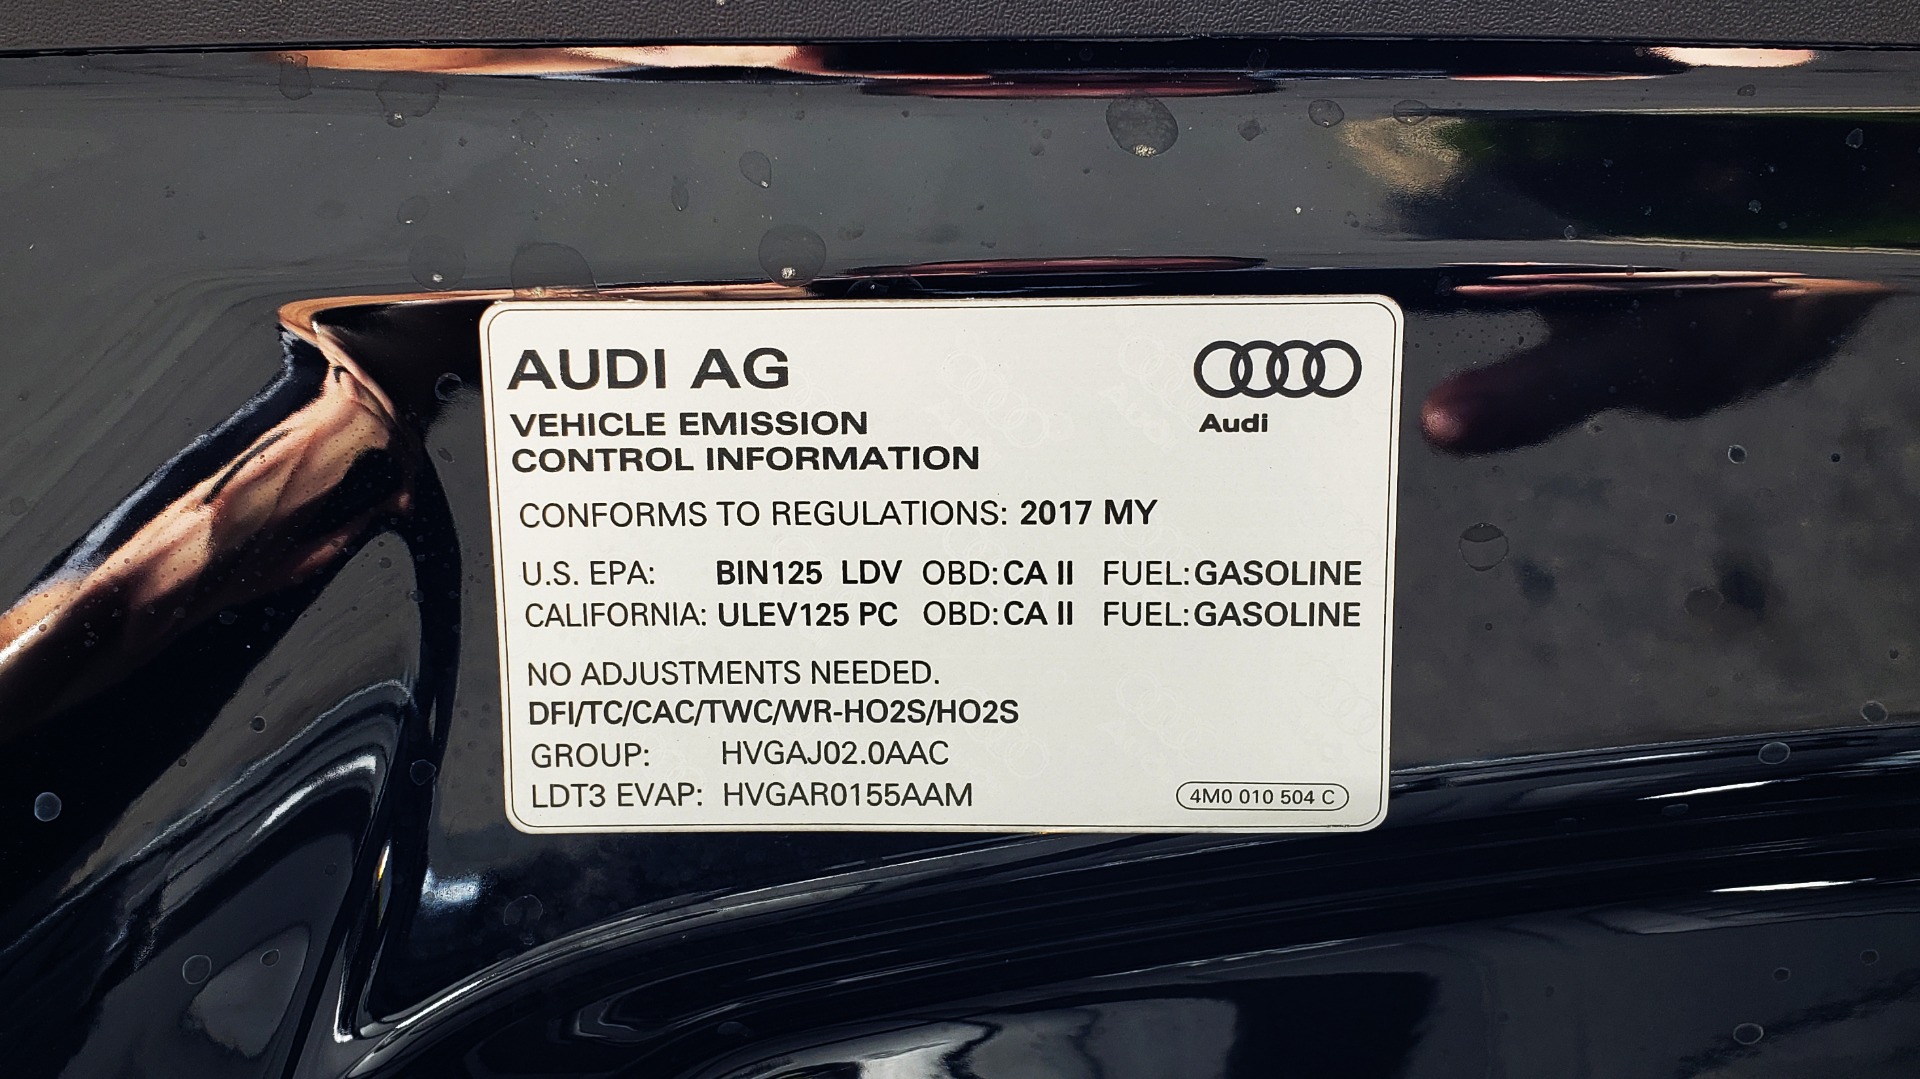 AUDI AG
Audi
VEHICLE EMISSION
CONTROL INFORMATION
CONFORMS TO REGULATIONS: 2017 MY
U.S. EPA: BIN125 LDV OBD: CA II FUEL: GASOLINE
CALIFORNIA: ULEV125 PC OBD: CA II FUEL: GASOLINE
NO ADJUSTMENTS NEEDED.
DFI/TC/CAC/TWC/WR-HO2S/HO2S
GROUP: HVGAJ02.0AAC
LDT3 EVAP: HVGAR0155AAM
4M0 010 504 C